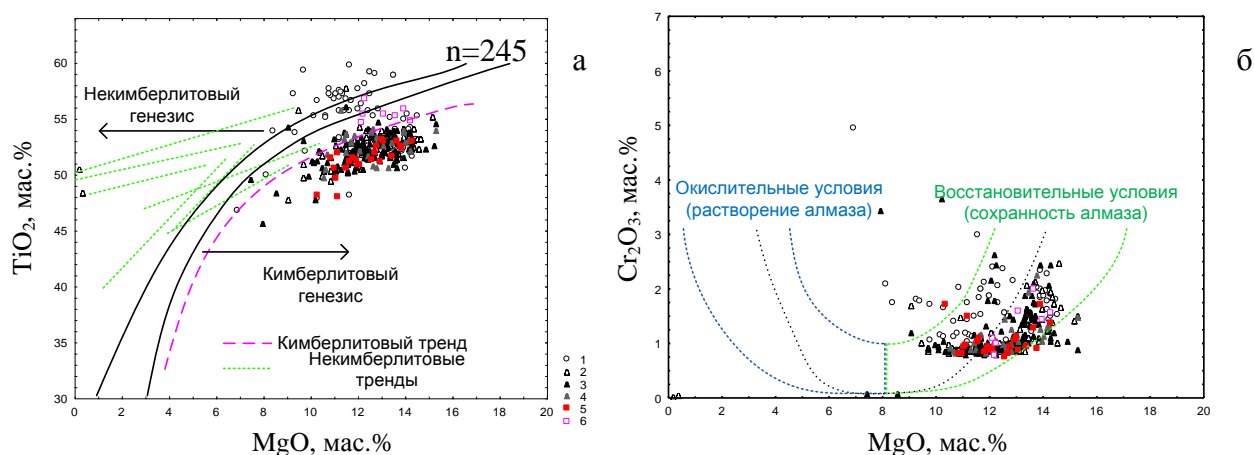 n=245
а
TiO₂, мас.%
60
55
50
45
40
35
30
0
2
4
6
8
10
12
14
16
18
20
MgO, мас.%
Некимберлитовый
генезис
Кимберлитовый
генезис
Кимберлитовый тренд
Некимберлитовые
тренды
1
2
3
4
5
6
б
Cr₂O₃, мас.%
7
6
5
4
3
2
1
0
0
2
4
6
8
10
12
14
16
18
20
MgO, мас.%
Окислительные условия
(растворение алмаза)
Восстановительные условия
(сохранность алмаза)